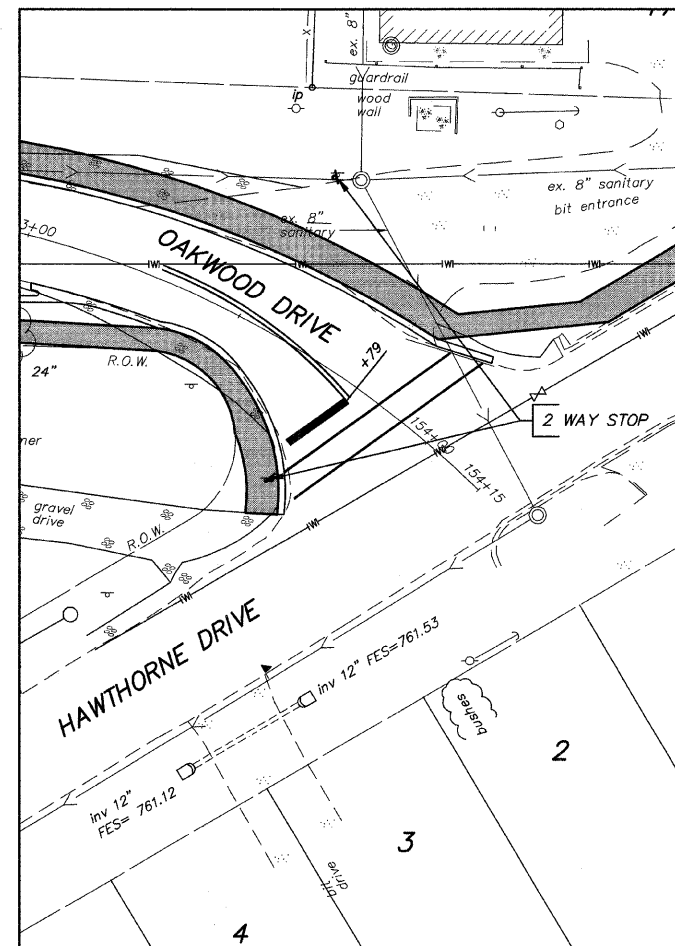 ex. 8"
x
guardrail
wood
wall
ip
ex. 8" sanitary
bit entrance
ex. 8"
sanitary
3+00
OAKWOOD DRIVE
R.O.W.
24"
+79
2 WAY STOP
154+00
154+15
ner
gravel
drive
R.O.W.
HAWTHORNE DRIVE
inv 12" FES=761.53
bushes
2
inv 12"
FES= 761.12
3
bit
drive
4